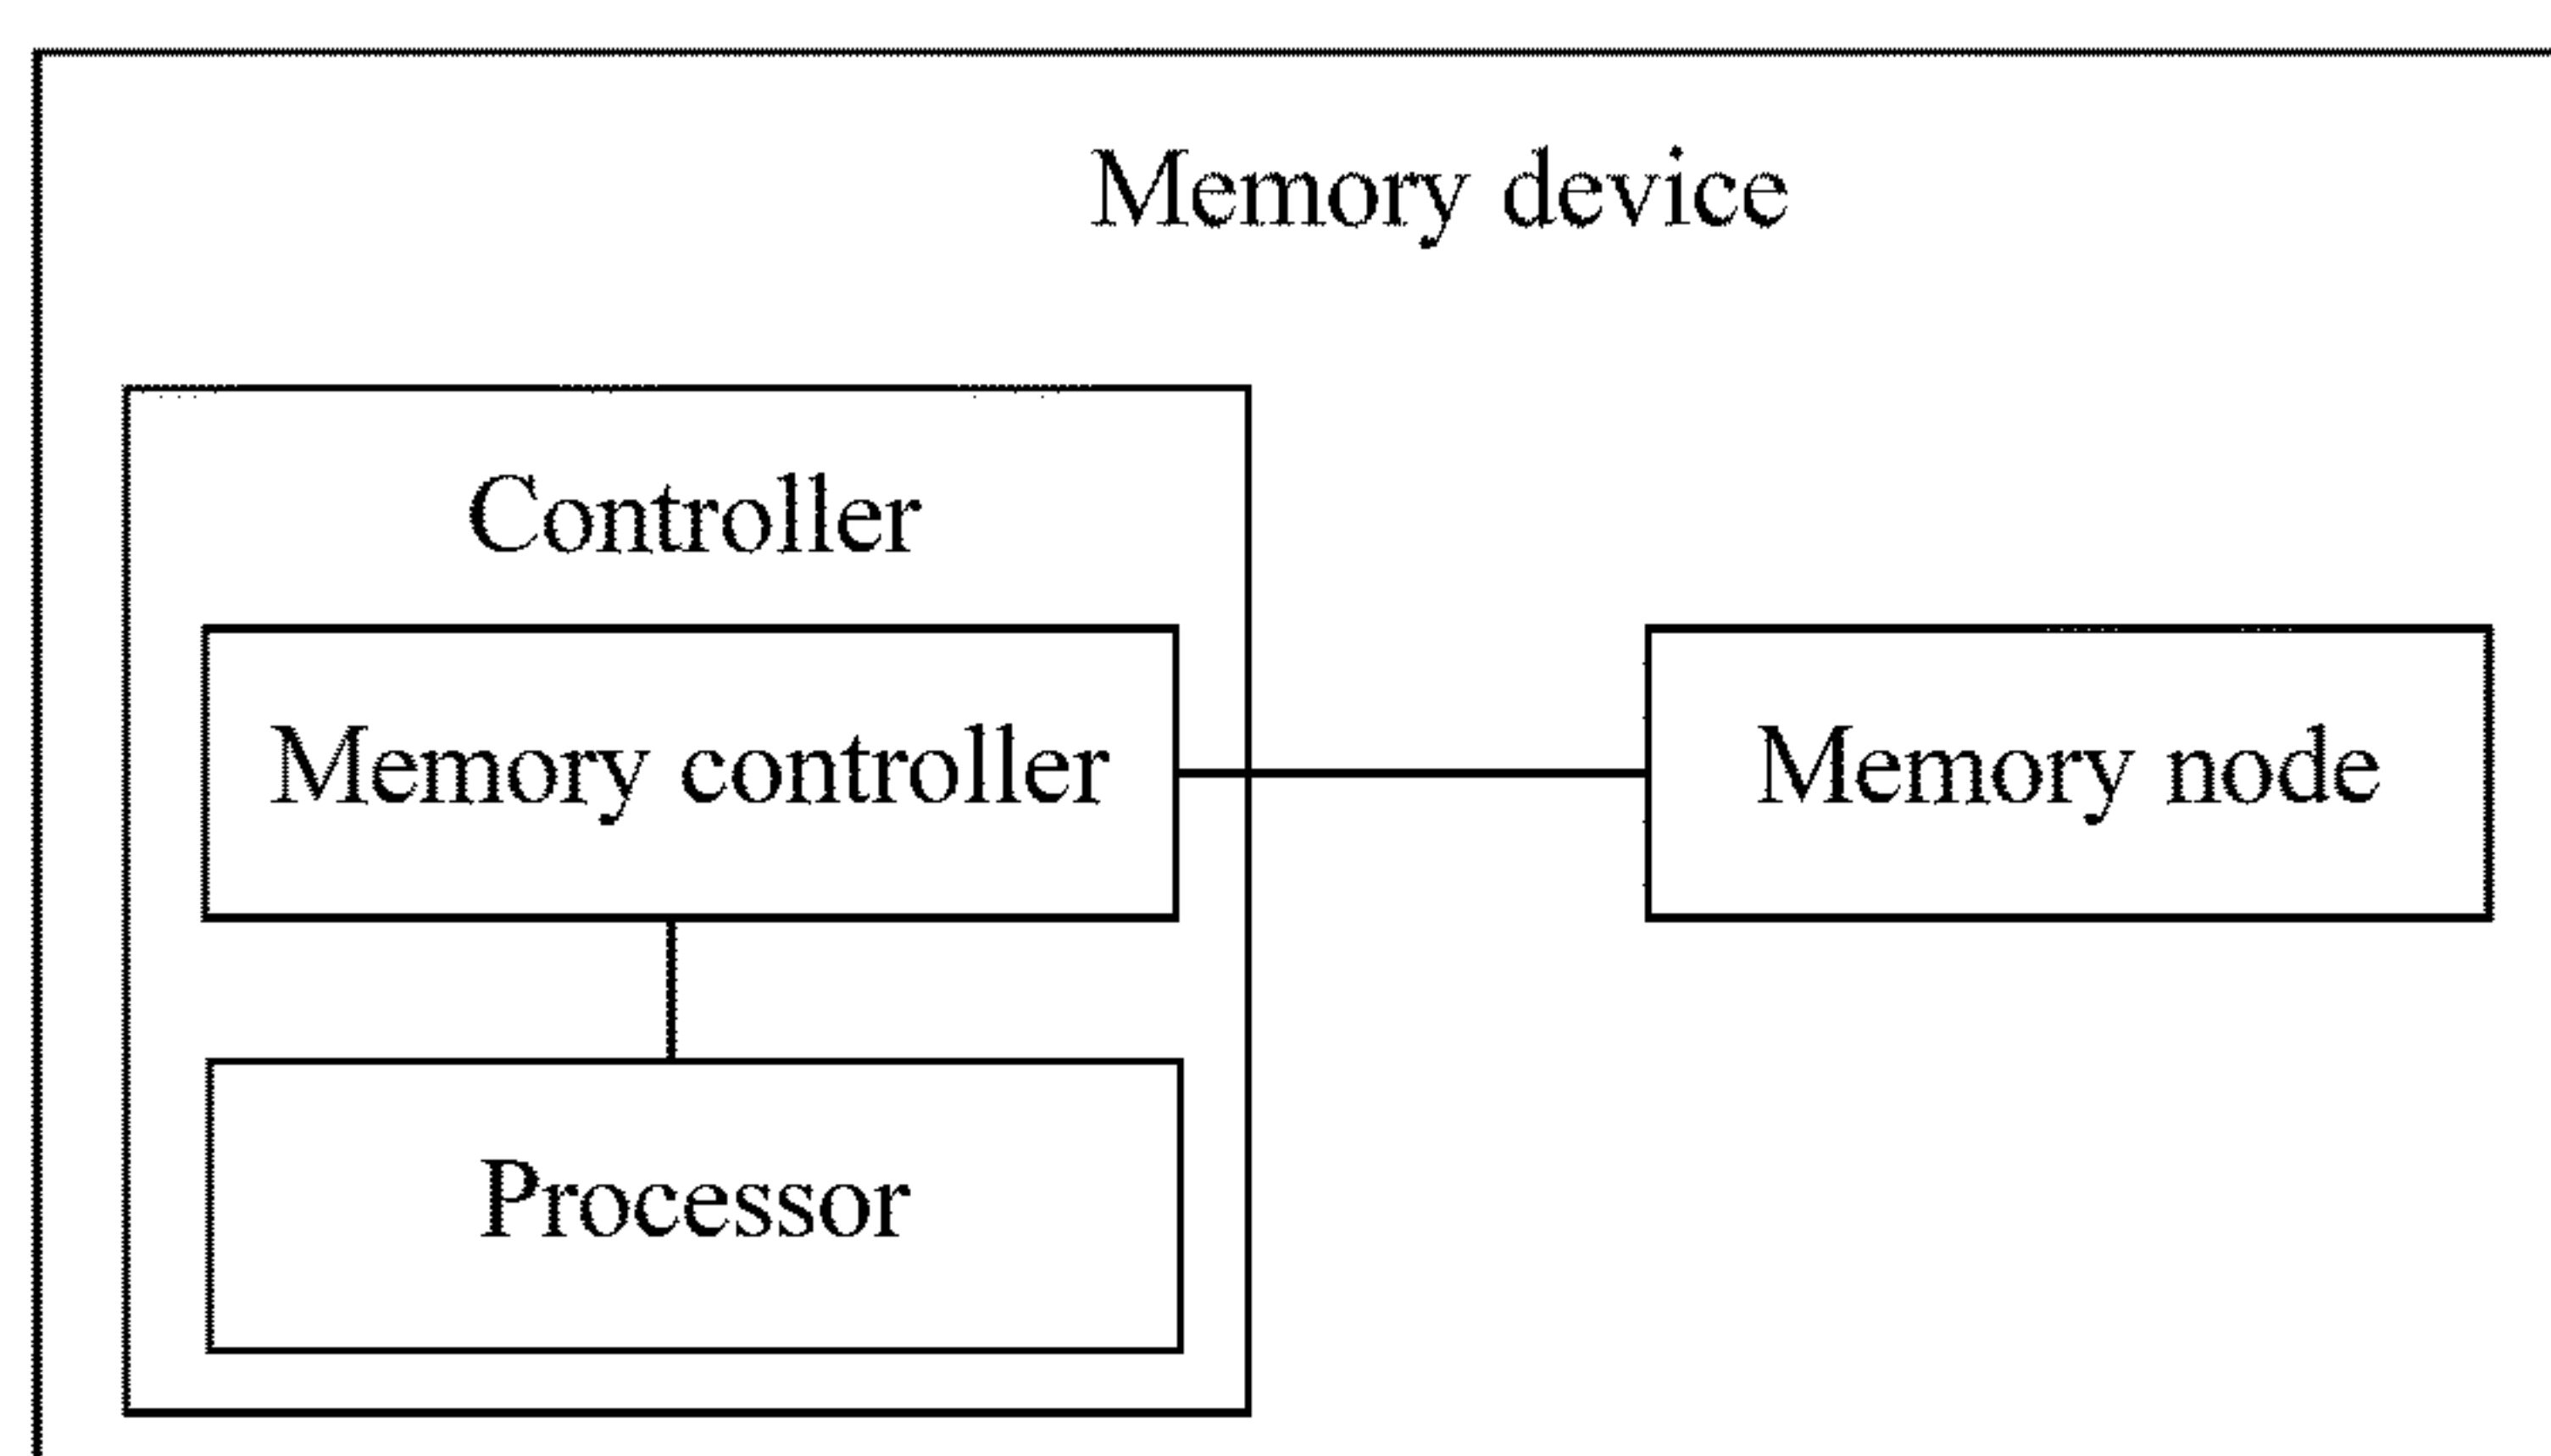 Memory device
Controller
Memory controller
Memory node
Processor